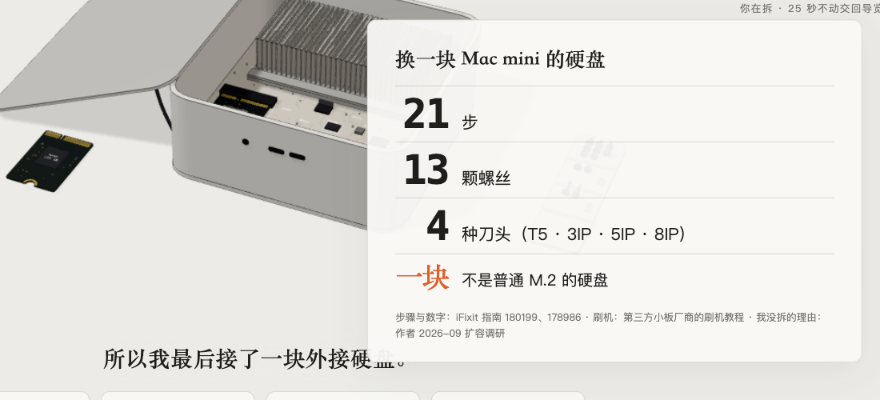 你在拆 · 25 秒不动交回导览
换一块 Mac mini 的硬盘
21 步
13 颗螺丝
4 种刀头（T5 · 3IP · 5IP · 8IP）
一块 不是普通 M.2 的硬盘
步骤与数字：iFixit 指南 180199、178986 · 刷机：第三方小板厂商的刷机教程 · 我没拆的理由：
作者 2026-09 扩容调研
所以我最后接了一块外接硬盘。